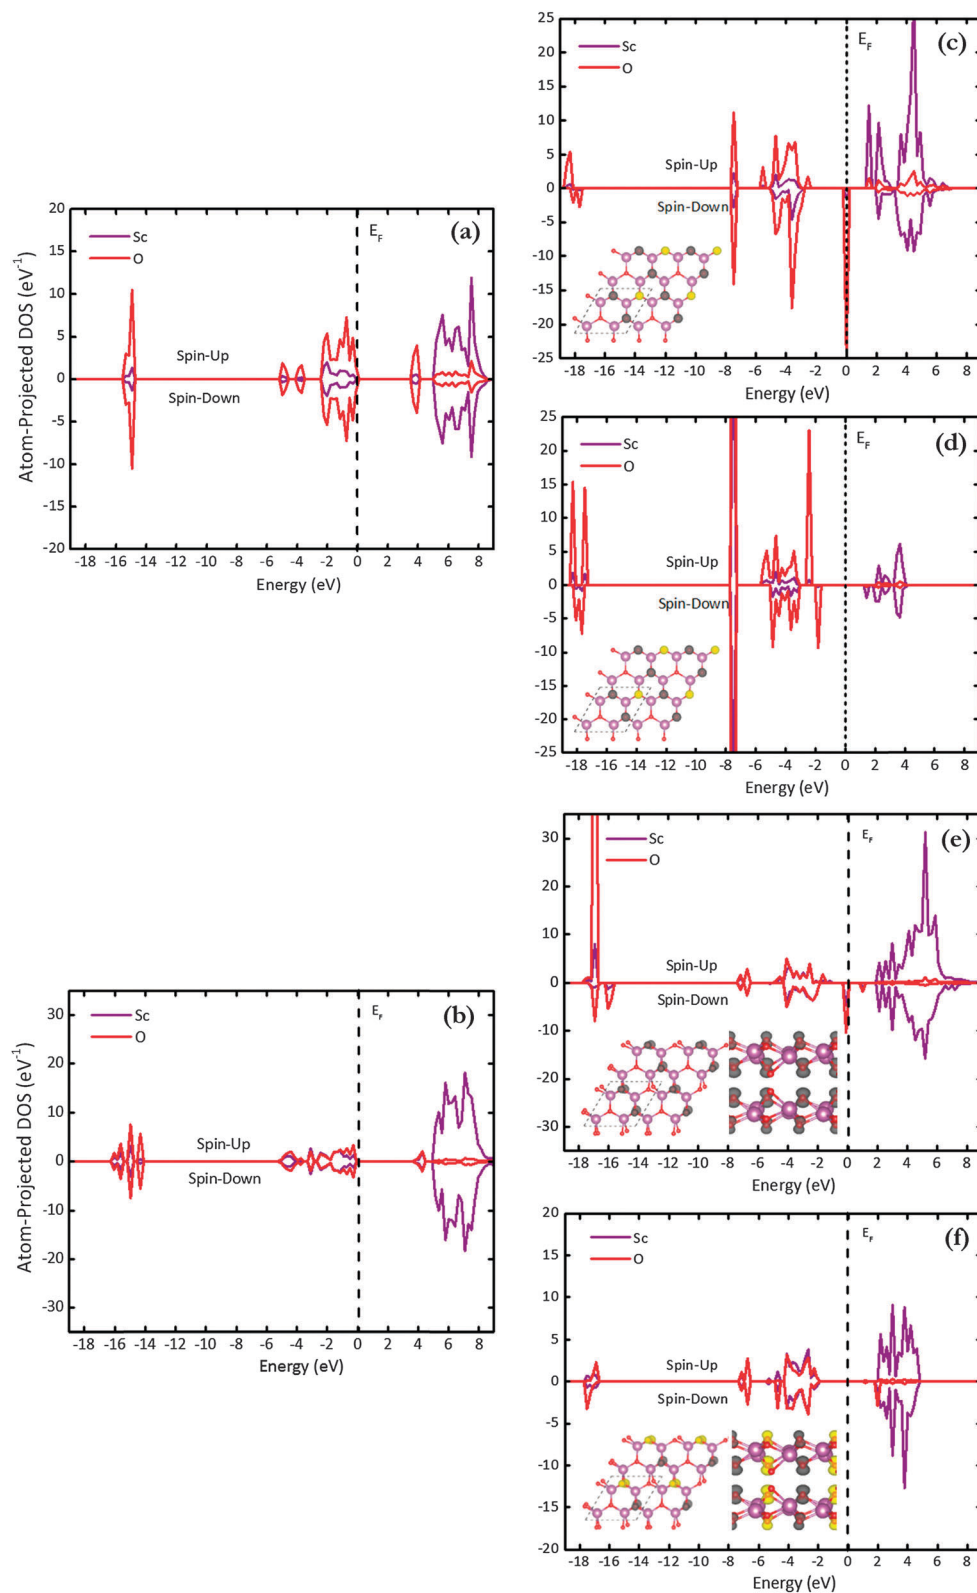 (a)
Sc
O
E_F
Spin-Up
Spin-Down
20
15
10
5
0
-5
-10
-15
-20
Atom-Projected DOS (eV⁻¹)
-18 -16 -14 -12 -10 -8 -6 -4 -2 0 2 4 6 8
Energy (eV)
(b)
Sc
O
E_F
Spin-Up
Spin-Down
30
20
10
0
-10
-20
-30
Atom-Projected DOS (eV⁻¹)
-18 -16 -14 -12 -10 -8 -6 -4 -2 0 2 4 6 8
Energy (eV)
(c)
Sc
O
E_F
Spin-Up
Spin-Down
25
20
15
10
5
0
-5
-10
-15
-20
-25
-18 -16 -14 -12 -10 -8 -6 -4 -2 0 2 4 6 8
Energy (eV)
(d)
Sc
O
E_F
Spin-Up
Spin-Down
25
20
15
10
5
0
-5
-10
-15
-20
-25
-18 -16 -14 -12 -10 -8 -6 -4 -2 0 2 4 6 8
Energy (eV)
(e)
Sc
O
E_F
Spin-Up
Spin-Down
30
20
10
0
-10
-20
-30
-18 -16 -14 -12 -10 -8 -6 -4 -2 0 2 4 6 8
Energy (eV)
(f)
Sc
O
E_F
Spin-Up
Spin-Down
20
15
10
5
0
-5
-10
-15
-20
-18 -16 -14 -12 -10 -8 -6 -4 -2 0 2 4 6 8
Energy (eV)